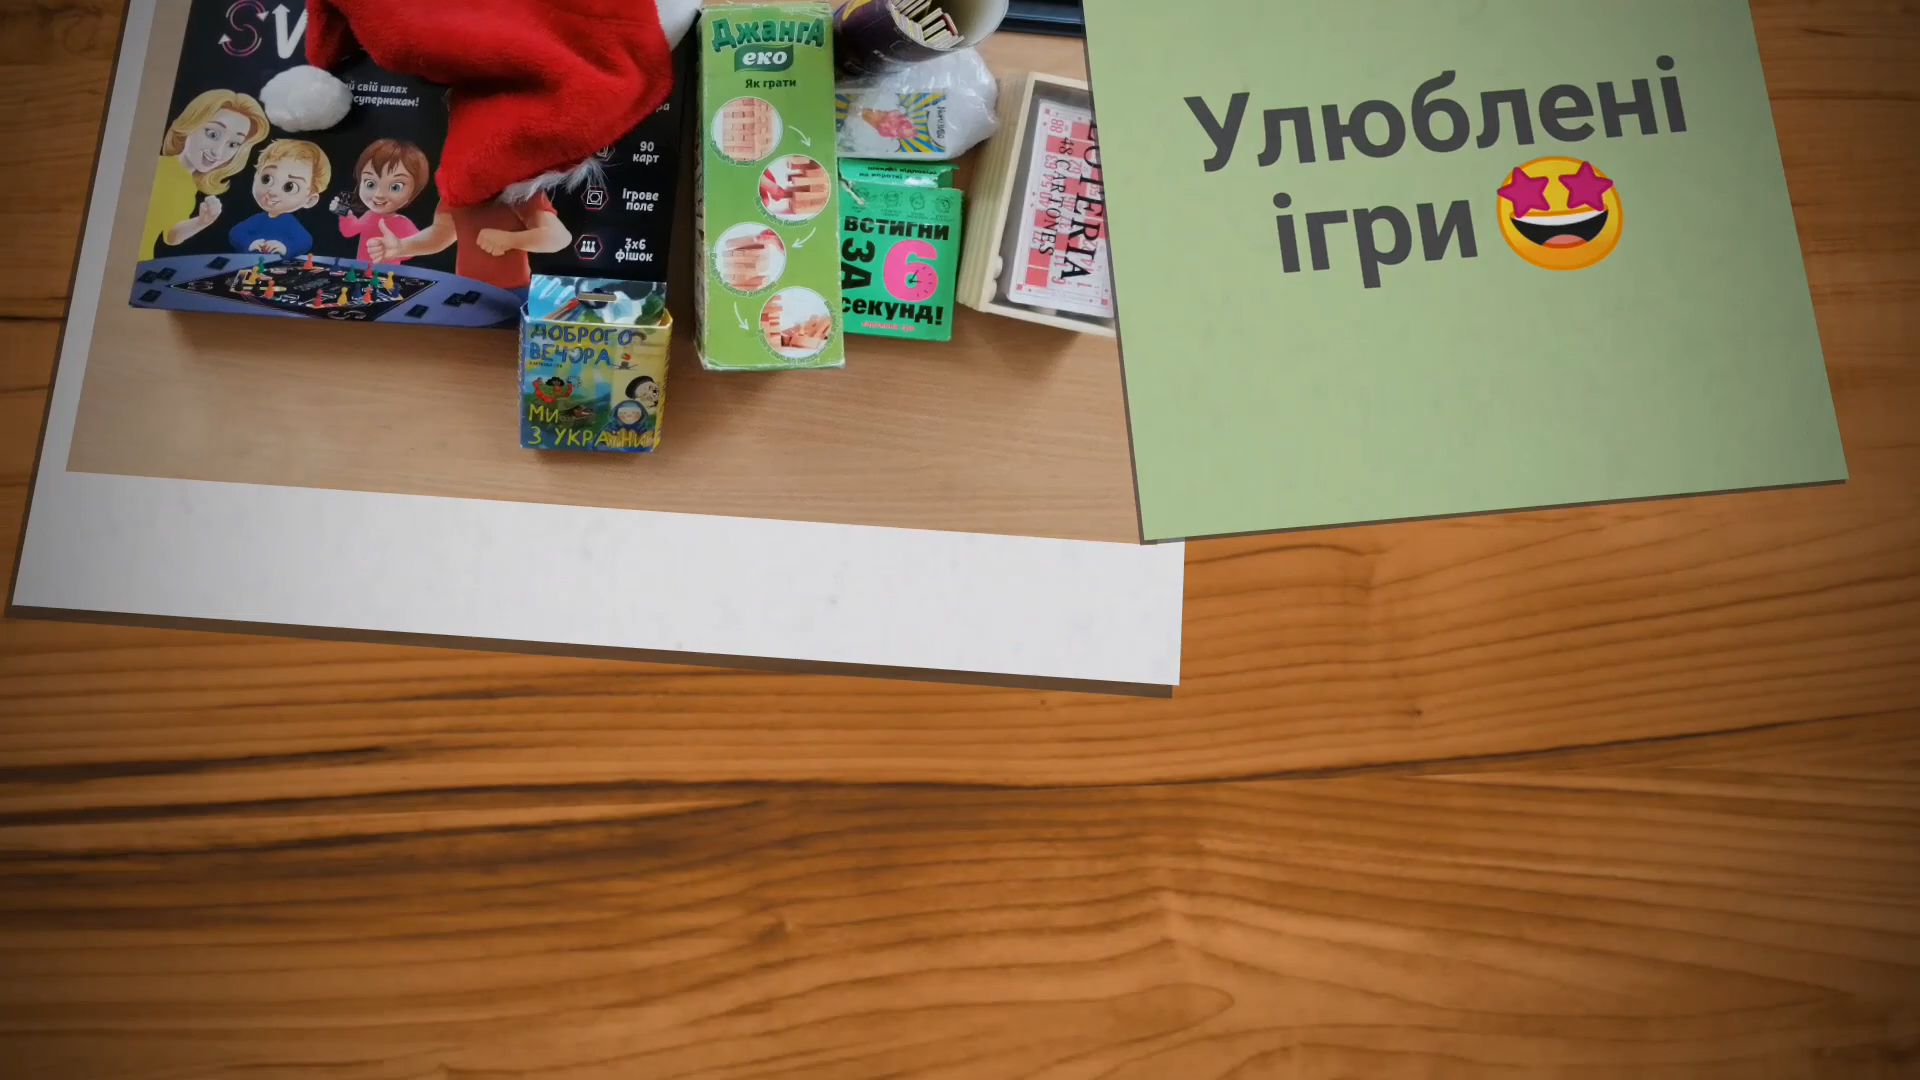 й свій шлях
суперникам!
90
карт
Ігрове
поле
3х6
фішок
ДжангА
еко
Як грати
ВСТИГНИ
ЗА 6
секунд!
LOTERIA
48 CARTONES
ДОБРОГО
ВЕЧОРА
МИ
З УКРАЇНИ
Улюблені
ігри🤩